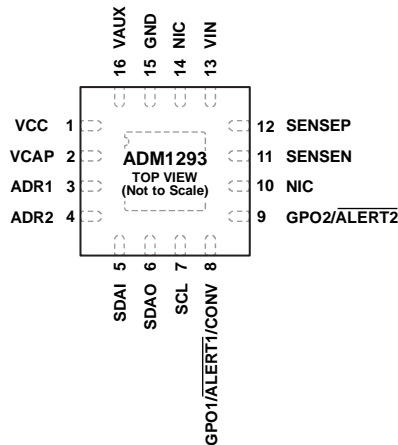 16 VAUX
15 GND
14 NIC
13 VIN
VCC 1
VCAP 2
ADR1 3
ADR2 4
ADM1293
TOP VIEW
(Not to Scale)
12 SENSEP
11 SENSEN
10 NIC
9 GPO2/ALERT2
SDAI 5
SDAO 6
SCL 7
GPO1/ALERT1/CONV 8